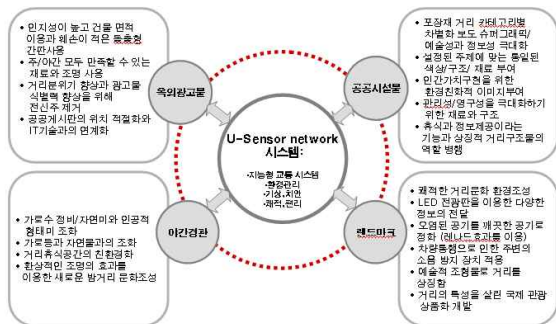 • 인지성이 높고 건물 면적
이용과 훼손이 적은 돌출형
간판사용
• 주/야간 모두 만족할 수 있는
재료와 조명 사용
• 거리분위기 향상과 광고물
식별력 향상을 위해
전신주 제거
• 공공게시판의 위치 적절화와
IT기술과의 연계화
옥외광고물
• 포장재 거리 카테고리별
차별화 보도 슈퍼그래픽/
예술성과 정보성 극대화
• 설정된 주제에 맞는 통일된
색상/구조/ 재료 부여
• 민간가치구현을 위한
환경친화적 이미지부여
• 관리성/영구성을 극대화하기
위한 재료와 구조
• 휴식과 정보제공이라는
기능과 상징적 거리구조물의
역할 병행
공공시설물
U-Sensor network
시스템:
·지능형 교통 시스템
·환경관리
·기상,치안
·쾌적,편리
야간경관
• 가로수 정비/자연미와 인공적
형태미 조화
• 가로등과 자연물과의 조화
• 거리휴식공간의 친환경화
• 환상적인 조명의 효과를
이용한 새로운 밤거리 문화조성
랜드마크
• 쾌적한 거리문화 환경조성
• LED 전광판을 이용한 다양한
정보의 전달
• 오염된 공기를 깨끗한 공기로
정화 (레나드 효과를 이용)
• 차량통행으로 인한 주변의
소음 방지 장치 적용
• 예술적 조형물로 거리를
상징함
• 거리의 특성을 살린 국제 관광
상품화 개발